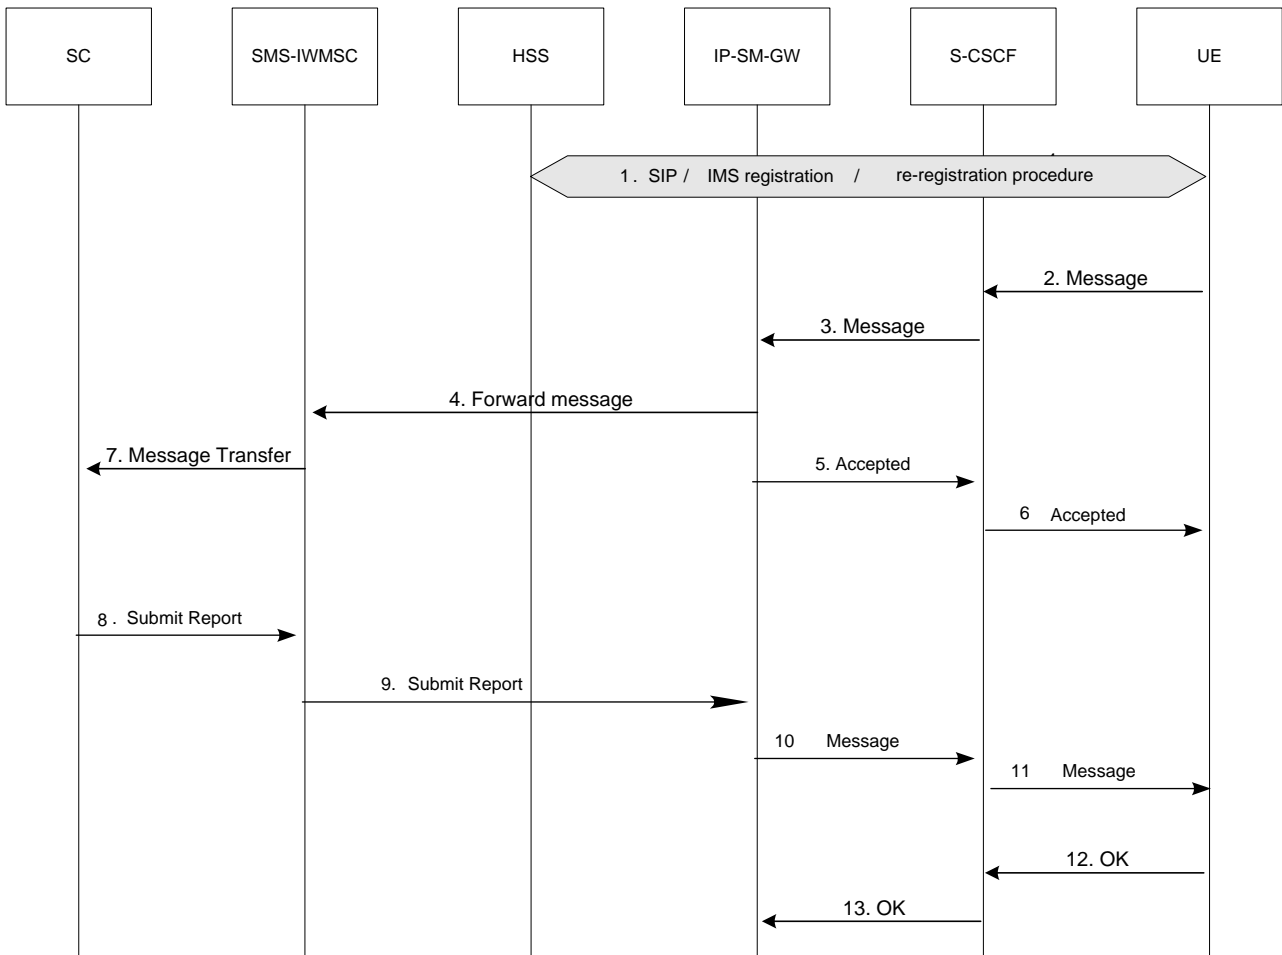 SC
SMS-IWMSC
HSS
IP-SM-GW
S-CSCF
UE
1. SIP / IMS registration / re-registration procedure
2. Message
3. Message
4. Forward message
7. Message Transfer
5. Accepted
6 Accepted
8. Submit Report
9. Submit Report
10 Message
11 Message
12. OK
13. OK